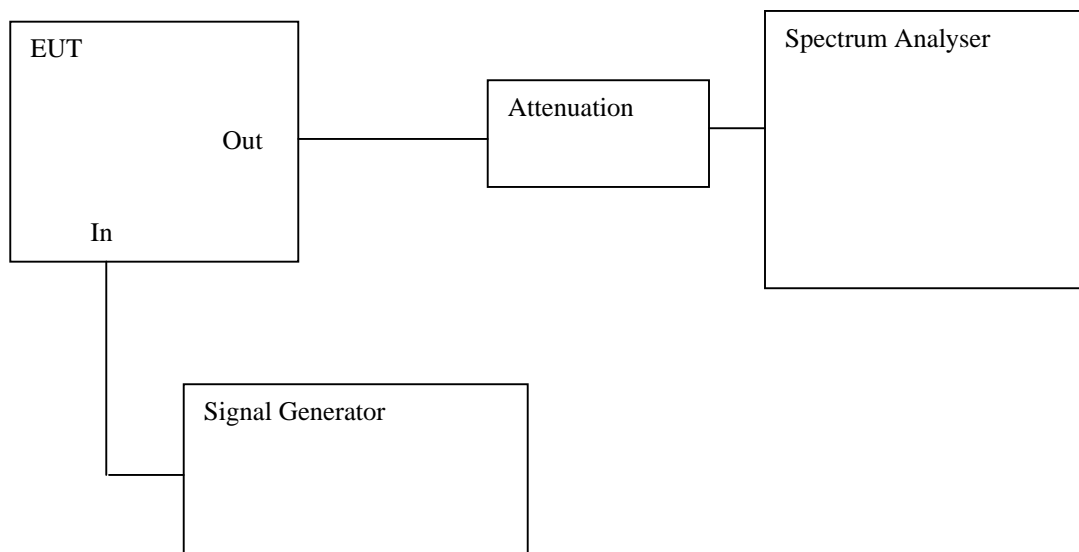 EUT
Spectrum Analyser
Attenuation
Out
In
Signal Generator